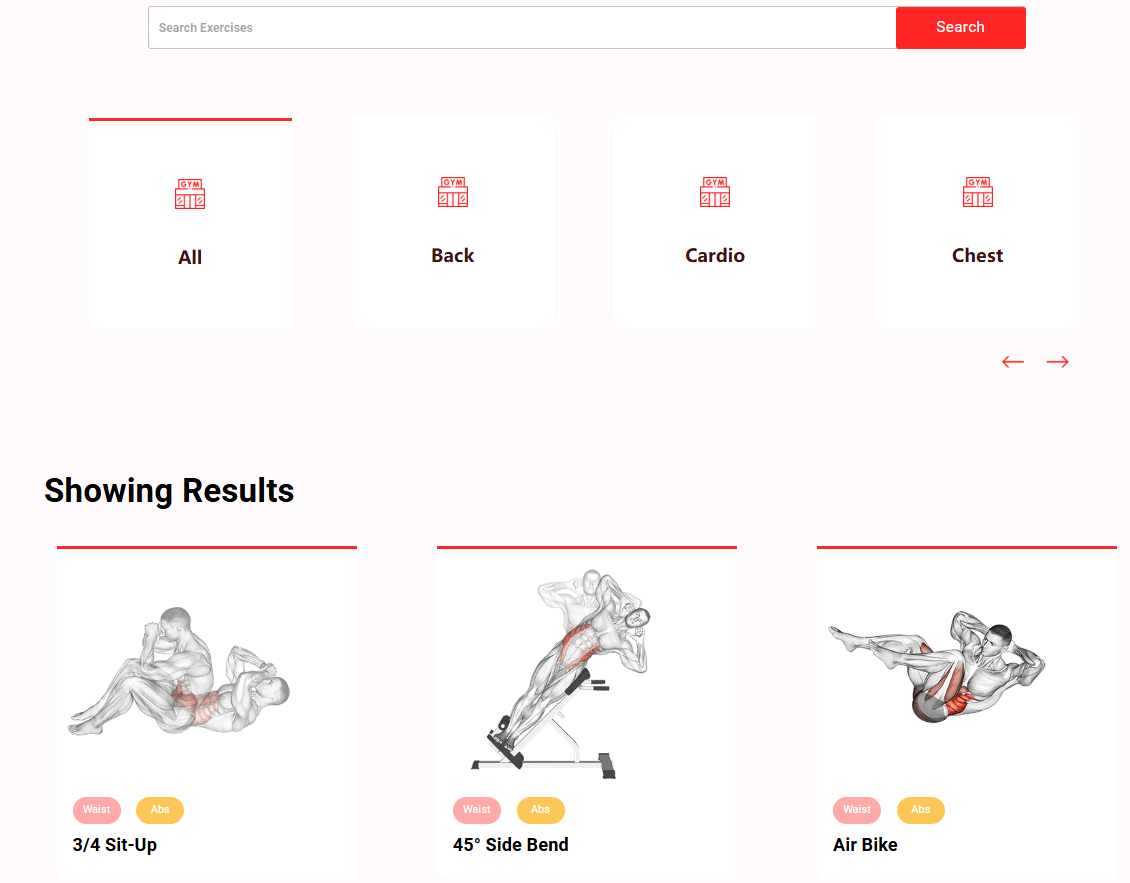 Search Exercises
Search
GYM
GYM
GYM
GYM
All
Back
Cardio
Chest
Showing Results
Waist Abs
Waist Abs
Waist Abs
3/4 Sit-Up
45° Side Bend
Air Bike